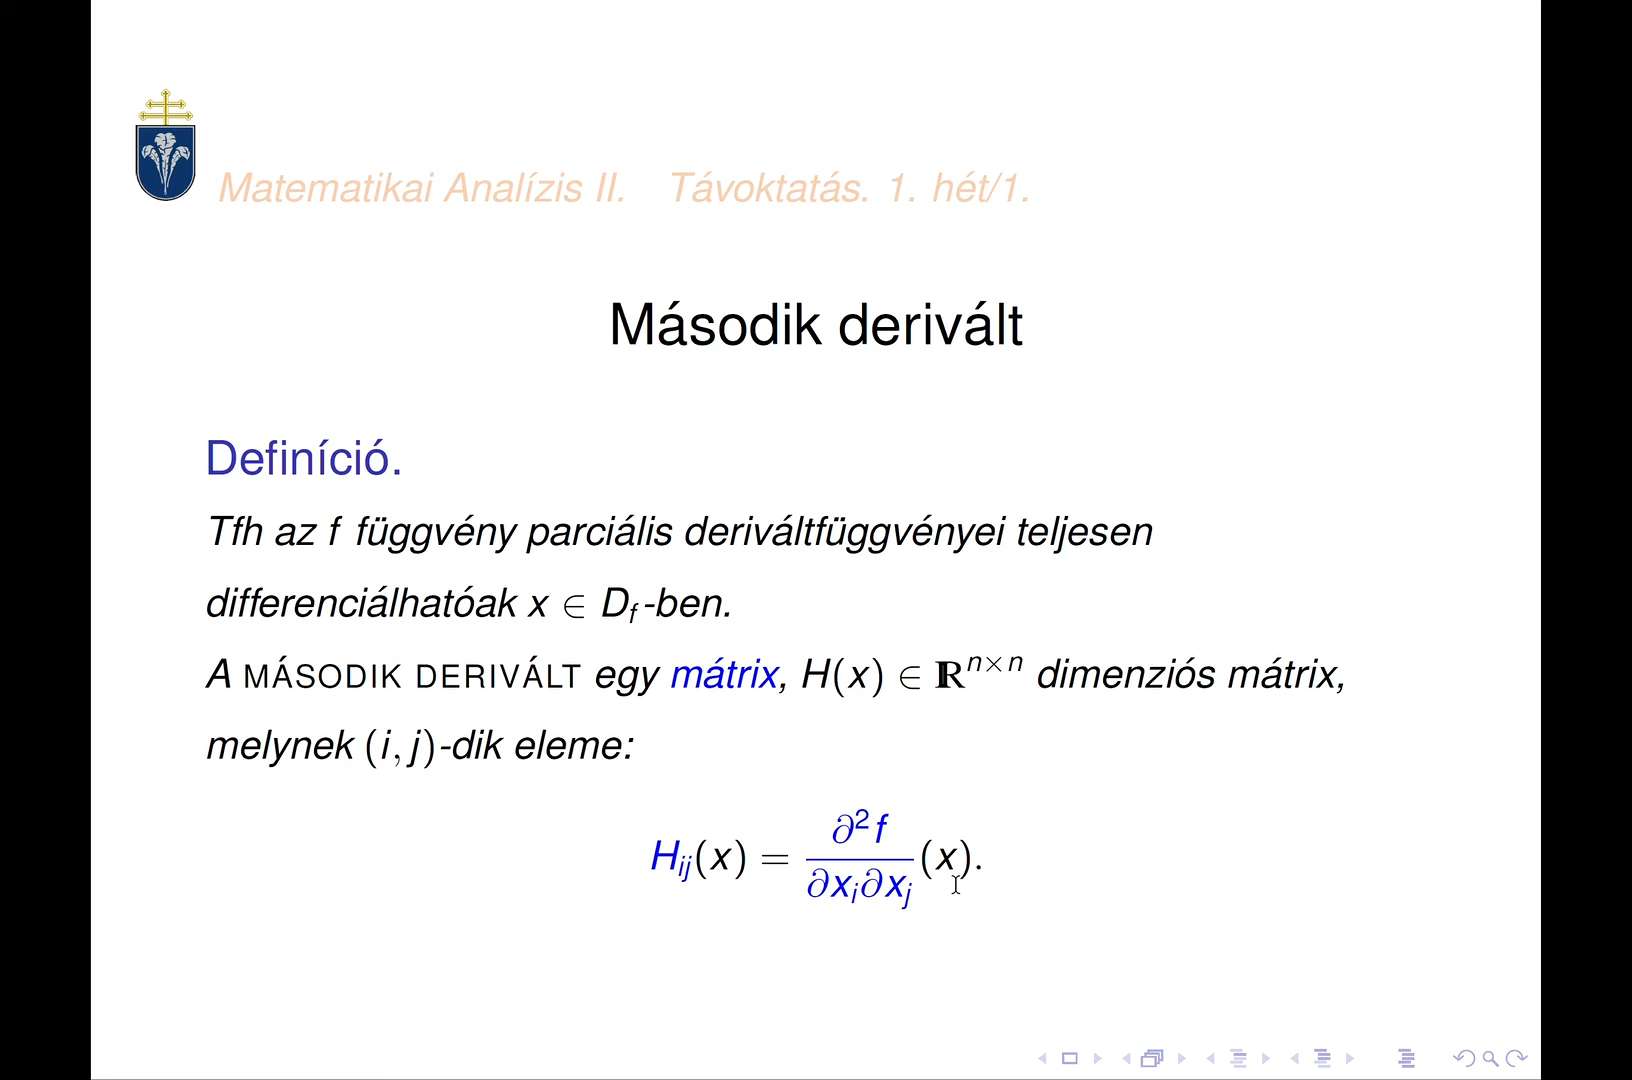 Matematikai Analízis II. Távoktatás. 1. hét/1.
Második derivált
Definíció.
Tfh az f függvény parciális deriváltfüggvényei teljesen
differenciálhatóak x ∈ D_f-ben.
A MÁSODIK DERIVÁLT egy mátrix, H(x) ∈ ℝ^{n×n} dimenziós mátrix,
melynek (i, j)-dik eleme:
H_{ij}(x) = ∂²f / ∂x_i∂x_j (x).